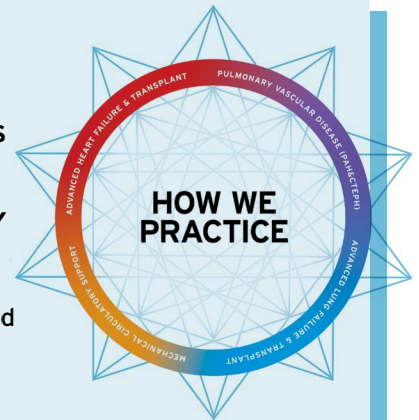 S
Y
d
ADVANCED HEART FAILURE & TRANSPLANT
PULMONARY VASCULAR DISEASE (PAH&CTEPH)
ADVANCED LUNG FAILURE & TRANSPLANT
MECHANICAL CIRCULATORY SUPPORT
HOW WE
PRACTICE